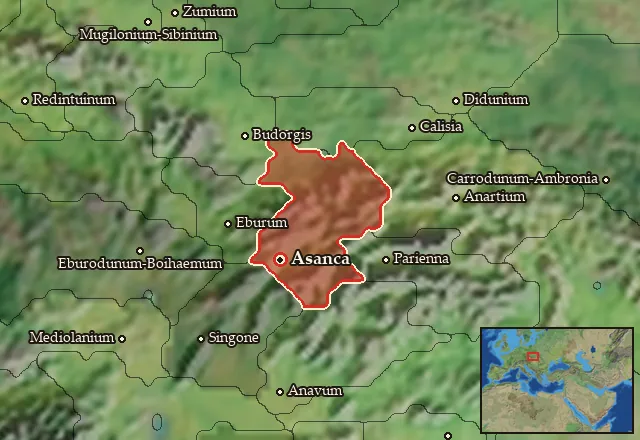 Zumium
Mugilonium-Sibinium
Redintuinum
Didunium
Calisia
Budorgis
Carrodunum-Ambronia
Anartium
Eburum
Asanca
Parienna
Eburodunum-Boihaemum
Mediolanium
Singone
Anavum